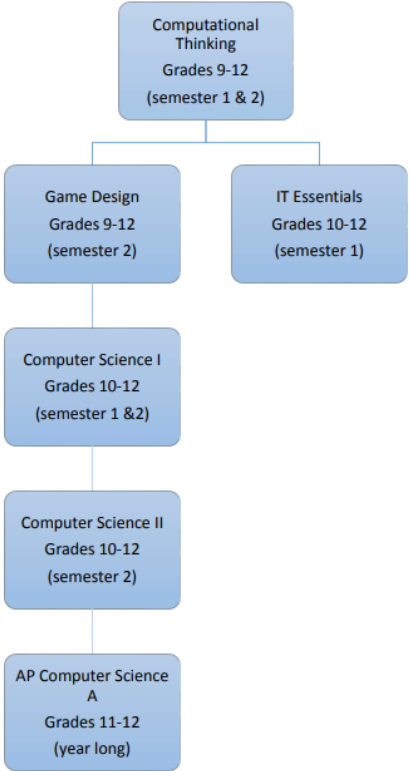 Computational
Thinking
Grades 9-12
(semester 1 & 2)
Game Design
Grades 9-12
(semester 2)
IT Essentials
Grades 10-12
(semester 1)
Computer Science I
Grades 10-12
(semester 1 &2)
Computer Science II
Grades 10-12
(semester 2)
AP Computer Science
A
Grades 11-12
(year long)